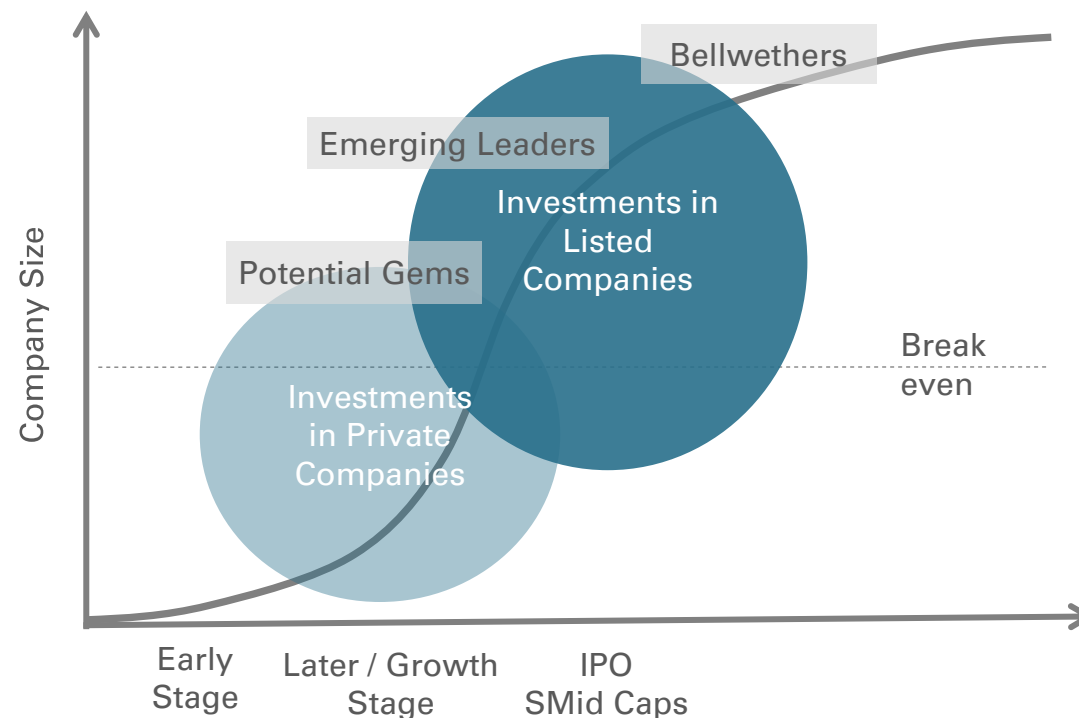 Bellwethers
Emerging Leaders
Investments in
Listed
Companies
Potential Gems
Company Size
Break
even
Investments
in Private
Companies
Early
Stage
Later / Growth
Stage
IPO
SMid Caps